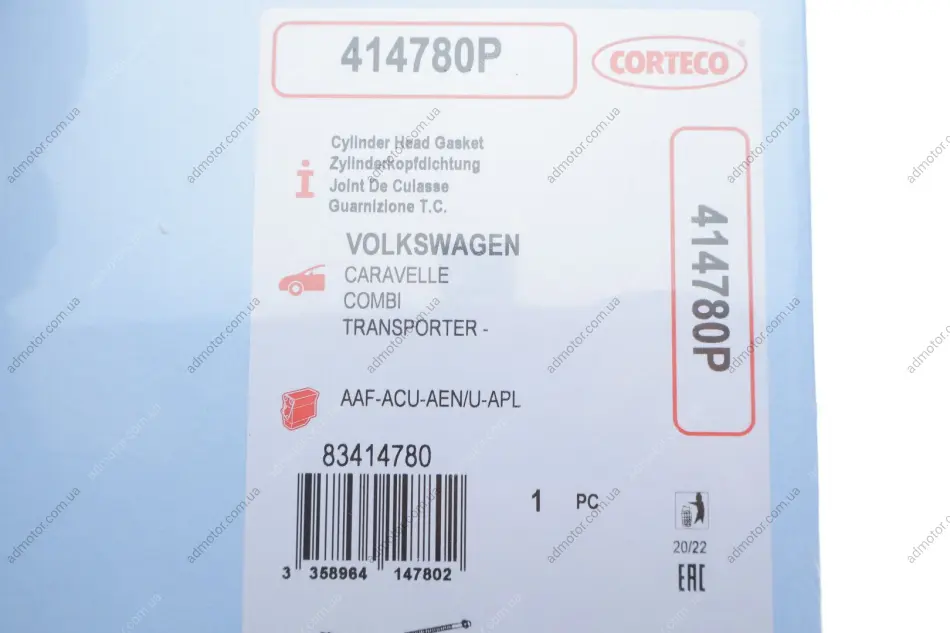 414780P
CORTECO
Cylinder Head Gasket
Zylinderkopfdichtung
Joint De Culasse
Guarnizione T.C.
VOLKSWAGEN
CARAVELLE
COMBI
TRANSPORTER -
AAF-ACU-AEN/U-APL
83414780
3 358964 147802
1 PC
414780P
20/22
EAC
admotor.com.ua